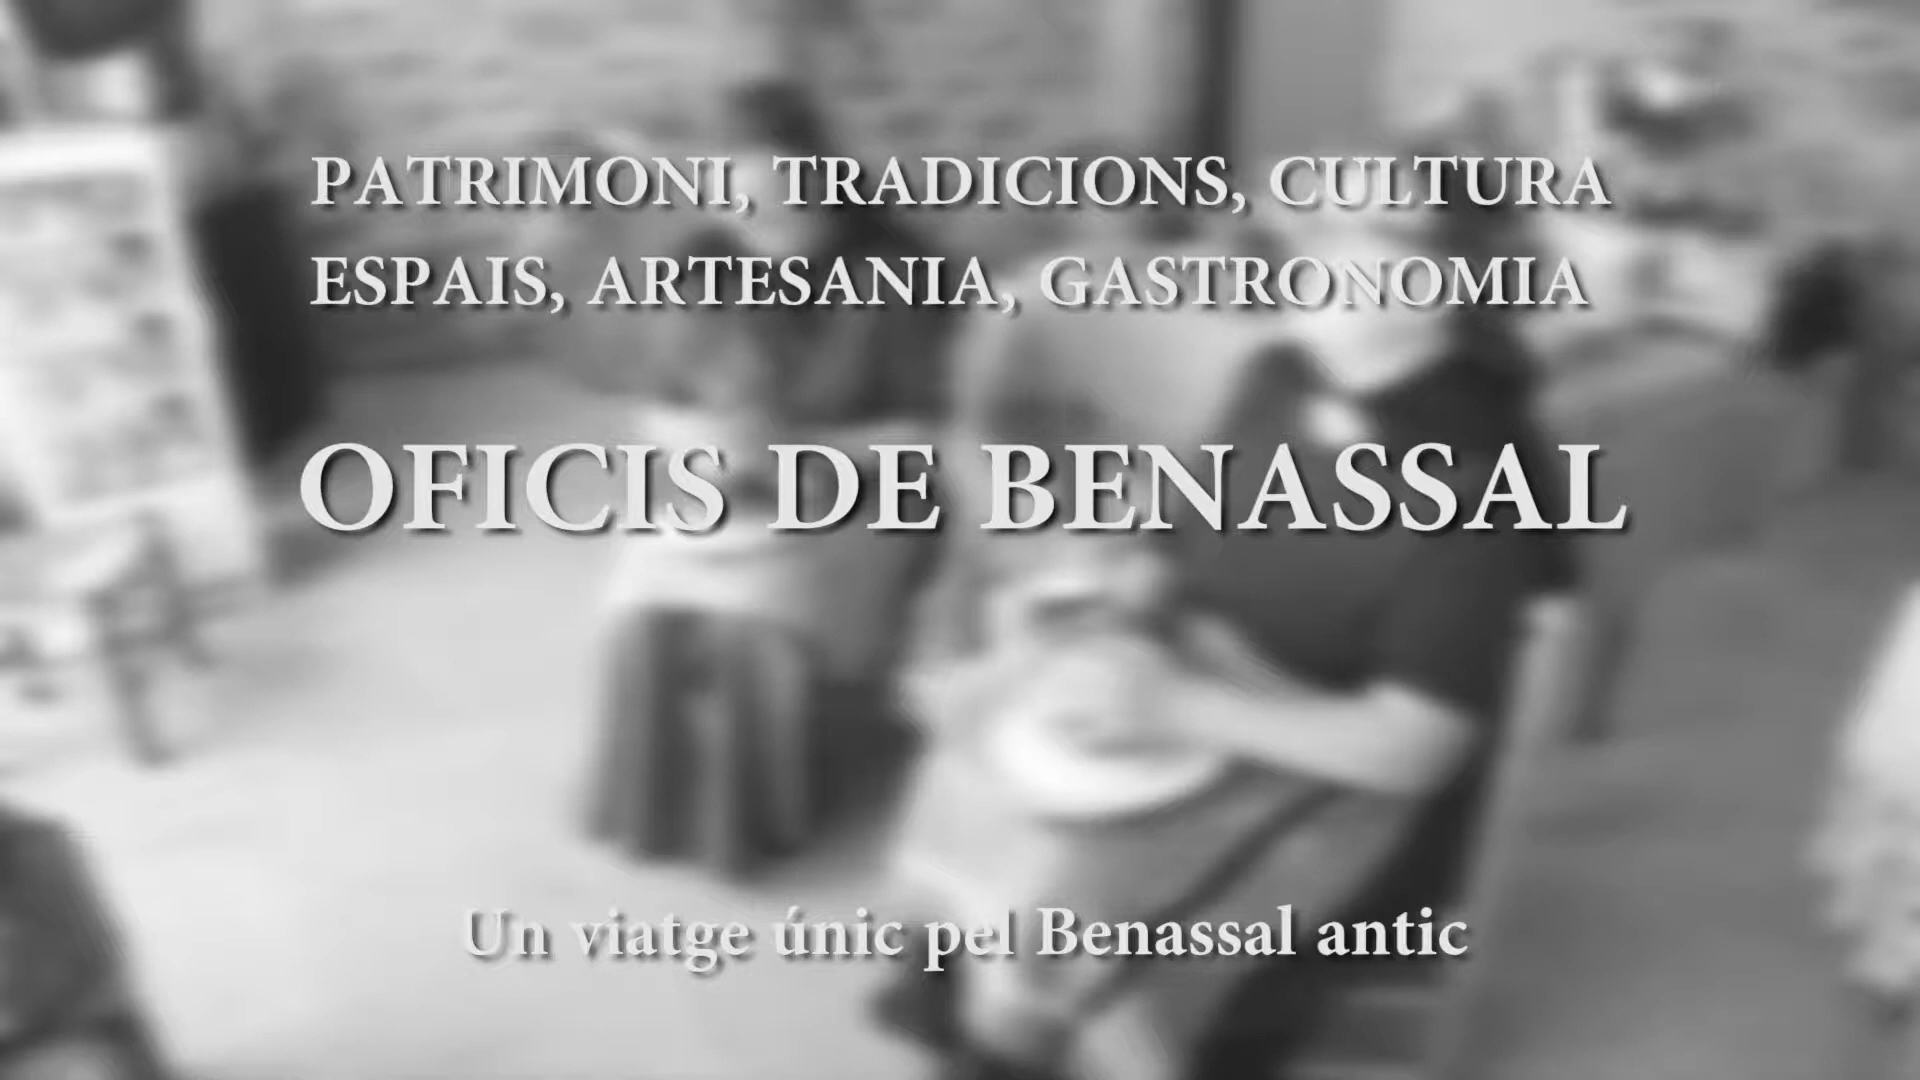 PATRIMONI, TRADICIONS, CULTURA
ESPAIS, ARTESANIA, GASTRONOMIA
OFICIS DE BENASSAL
Un viatge únic pel Benassal antic